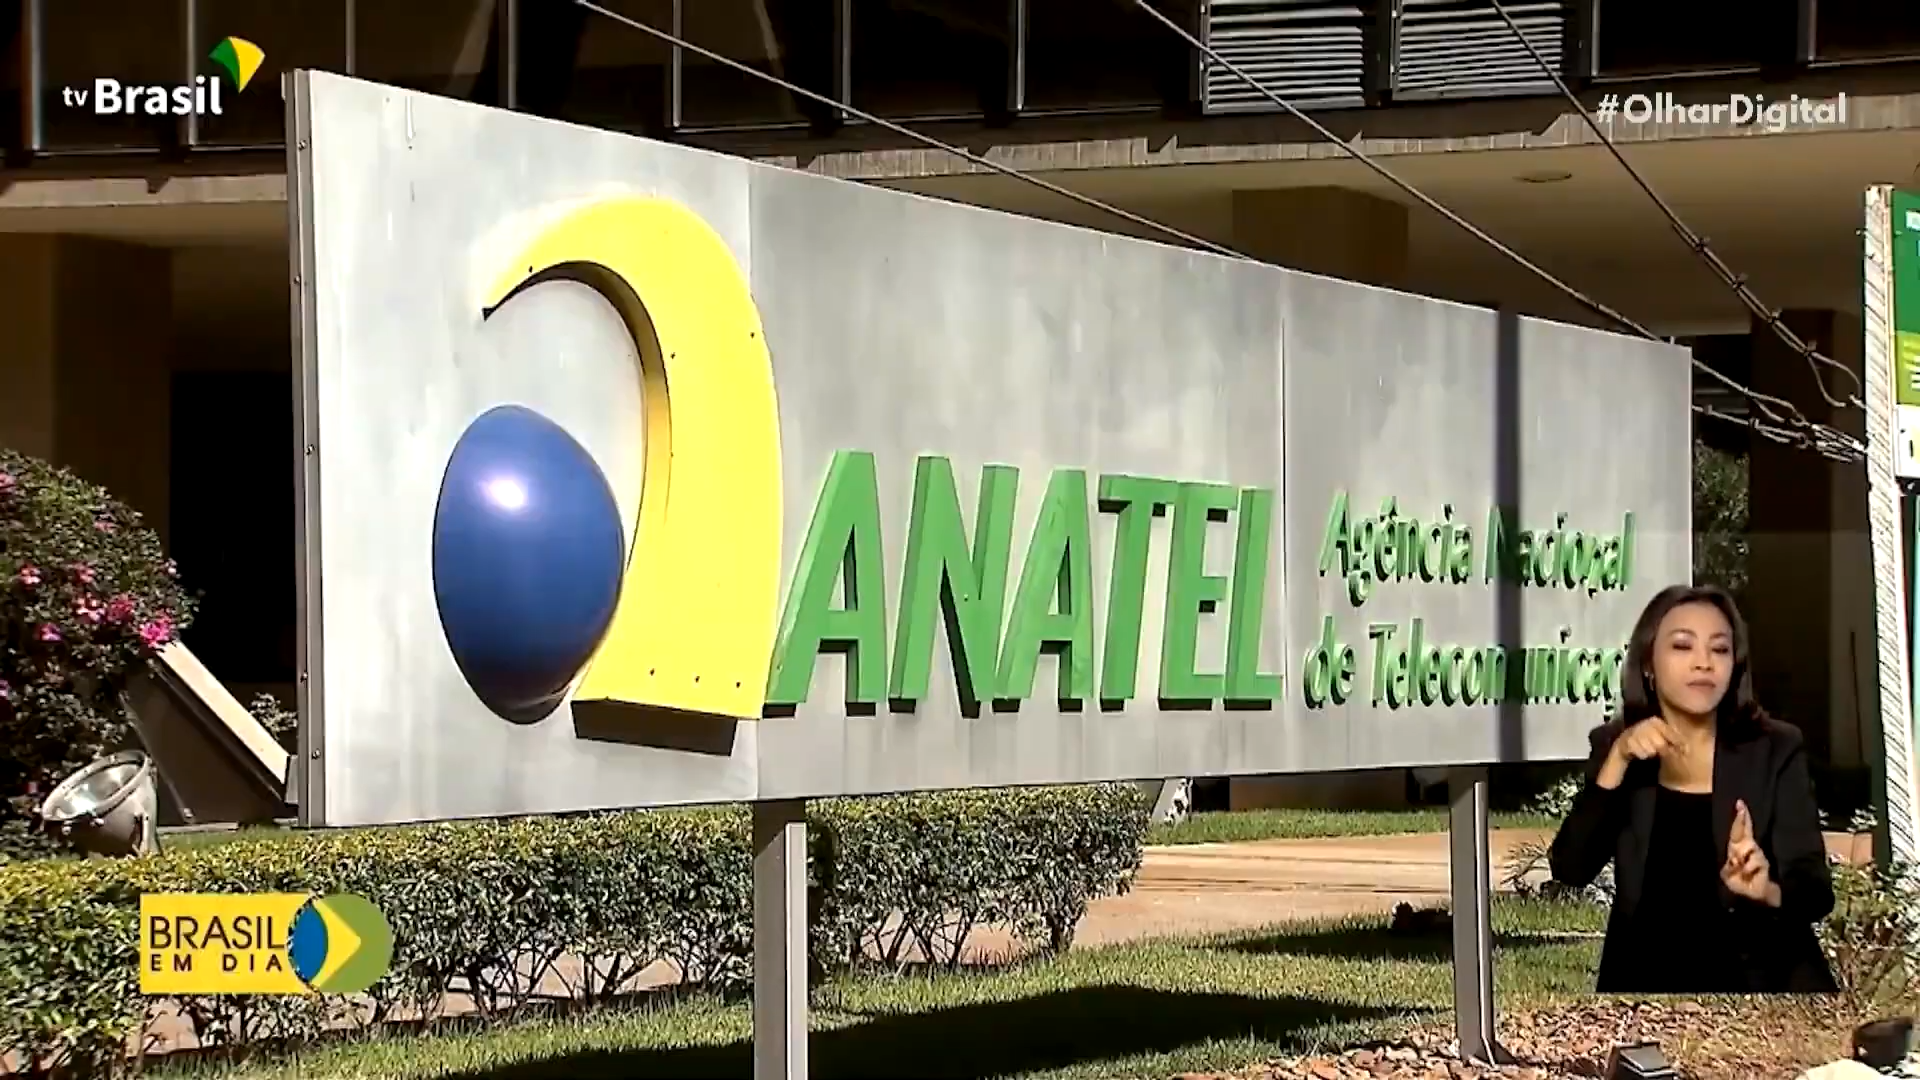 tv Brasil
#OlharDigital
ANATEL
Agência Nacional
de Telecomunicaç
BRASIL
EM DIA